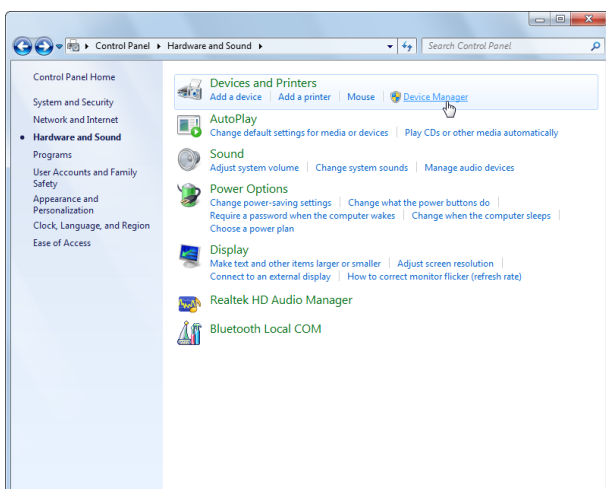 Control Panel ▸ Hardware and Sound ▸
Search Control Panel
Control Panel Home
System and Security
Network and Internet
Hardware and Sound
Programs
User Accounts and Family
Safety
Appearance and
Personalization
Clock, Language, and Region
Ease of Access
Devices and Printers
Add a device | Add a printer | Mouse | Device Manager
AutoPlay
Change default settings for media or devices | Play CDs or other media automatically
Sound
Adjust system volume | Change system sounds | Manage audio devices
Power Options
Change power-saving settings | Change what the power buttons do |
Require a password when the computer wakes | Change when the computer sleeps |
Choose a power plan
Display
Make text and other items larger or smaller | Adjust screen resolution |
Connect to an external display | How to correct monitor flicker (refresh rate)
Realtek HD Audio Manager
Bluetooth Local COM